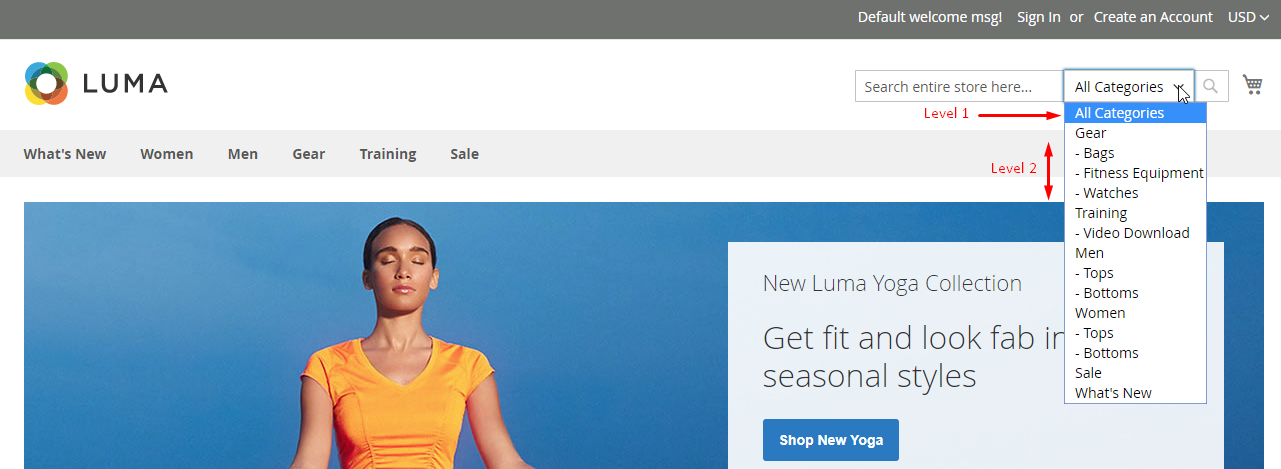 Default welcome msg! Sign In or Create an Account USD
LUMA
Search entire store here... All Categories
Level 1
All Categories
Gear
- Bags
- Fitness Equipment
- Watches
Training
- Video Download
Men
- Tops
- Bottoms
Women
- Tops
- Bottoms
Sale
What's New
Level 2
What's New Women Men Gear Training Sale
New Luma Yoga Collection
Get fit and look fab in
seasonal styles
Shop New Yoga